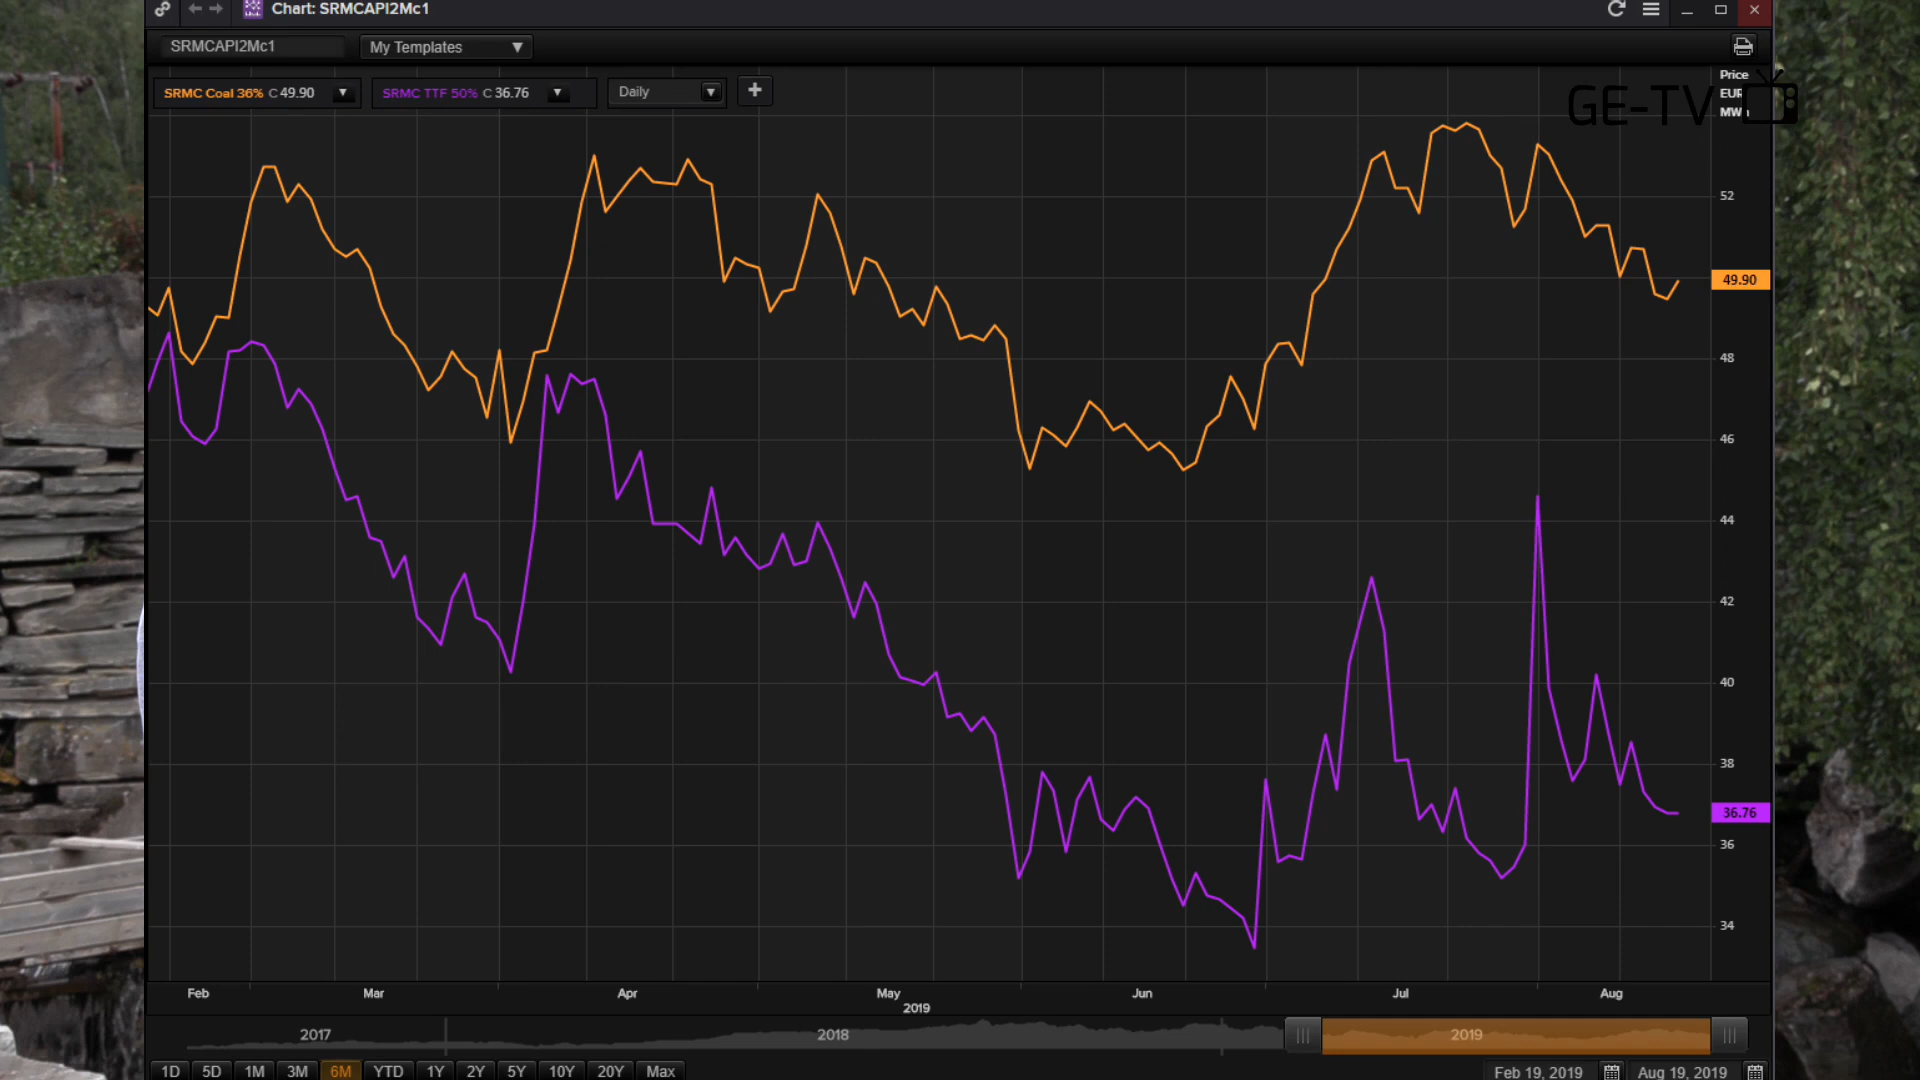 Chart: SRMCAPI2Mc1
SRMCAPI2Mc1 My Templates
SRMC Coal 36% C 49.90 SRMC TTF 50% C 36.76 Daily +
Price
EUR
MWh
GE-TV
52
49.90
48
46
44
42
40
38
36.76
36
34
Feb Mar Apr May Jun Jul Aug
2019
2017 2018 2019
1D 5D 1M 3M 6M YTD 1Y 2Y 5Y 10Y 20Y Max Feb 19, 2019 Aug 19, 2019